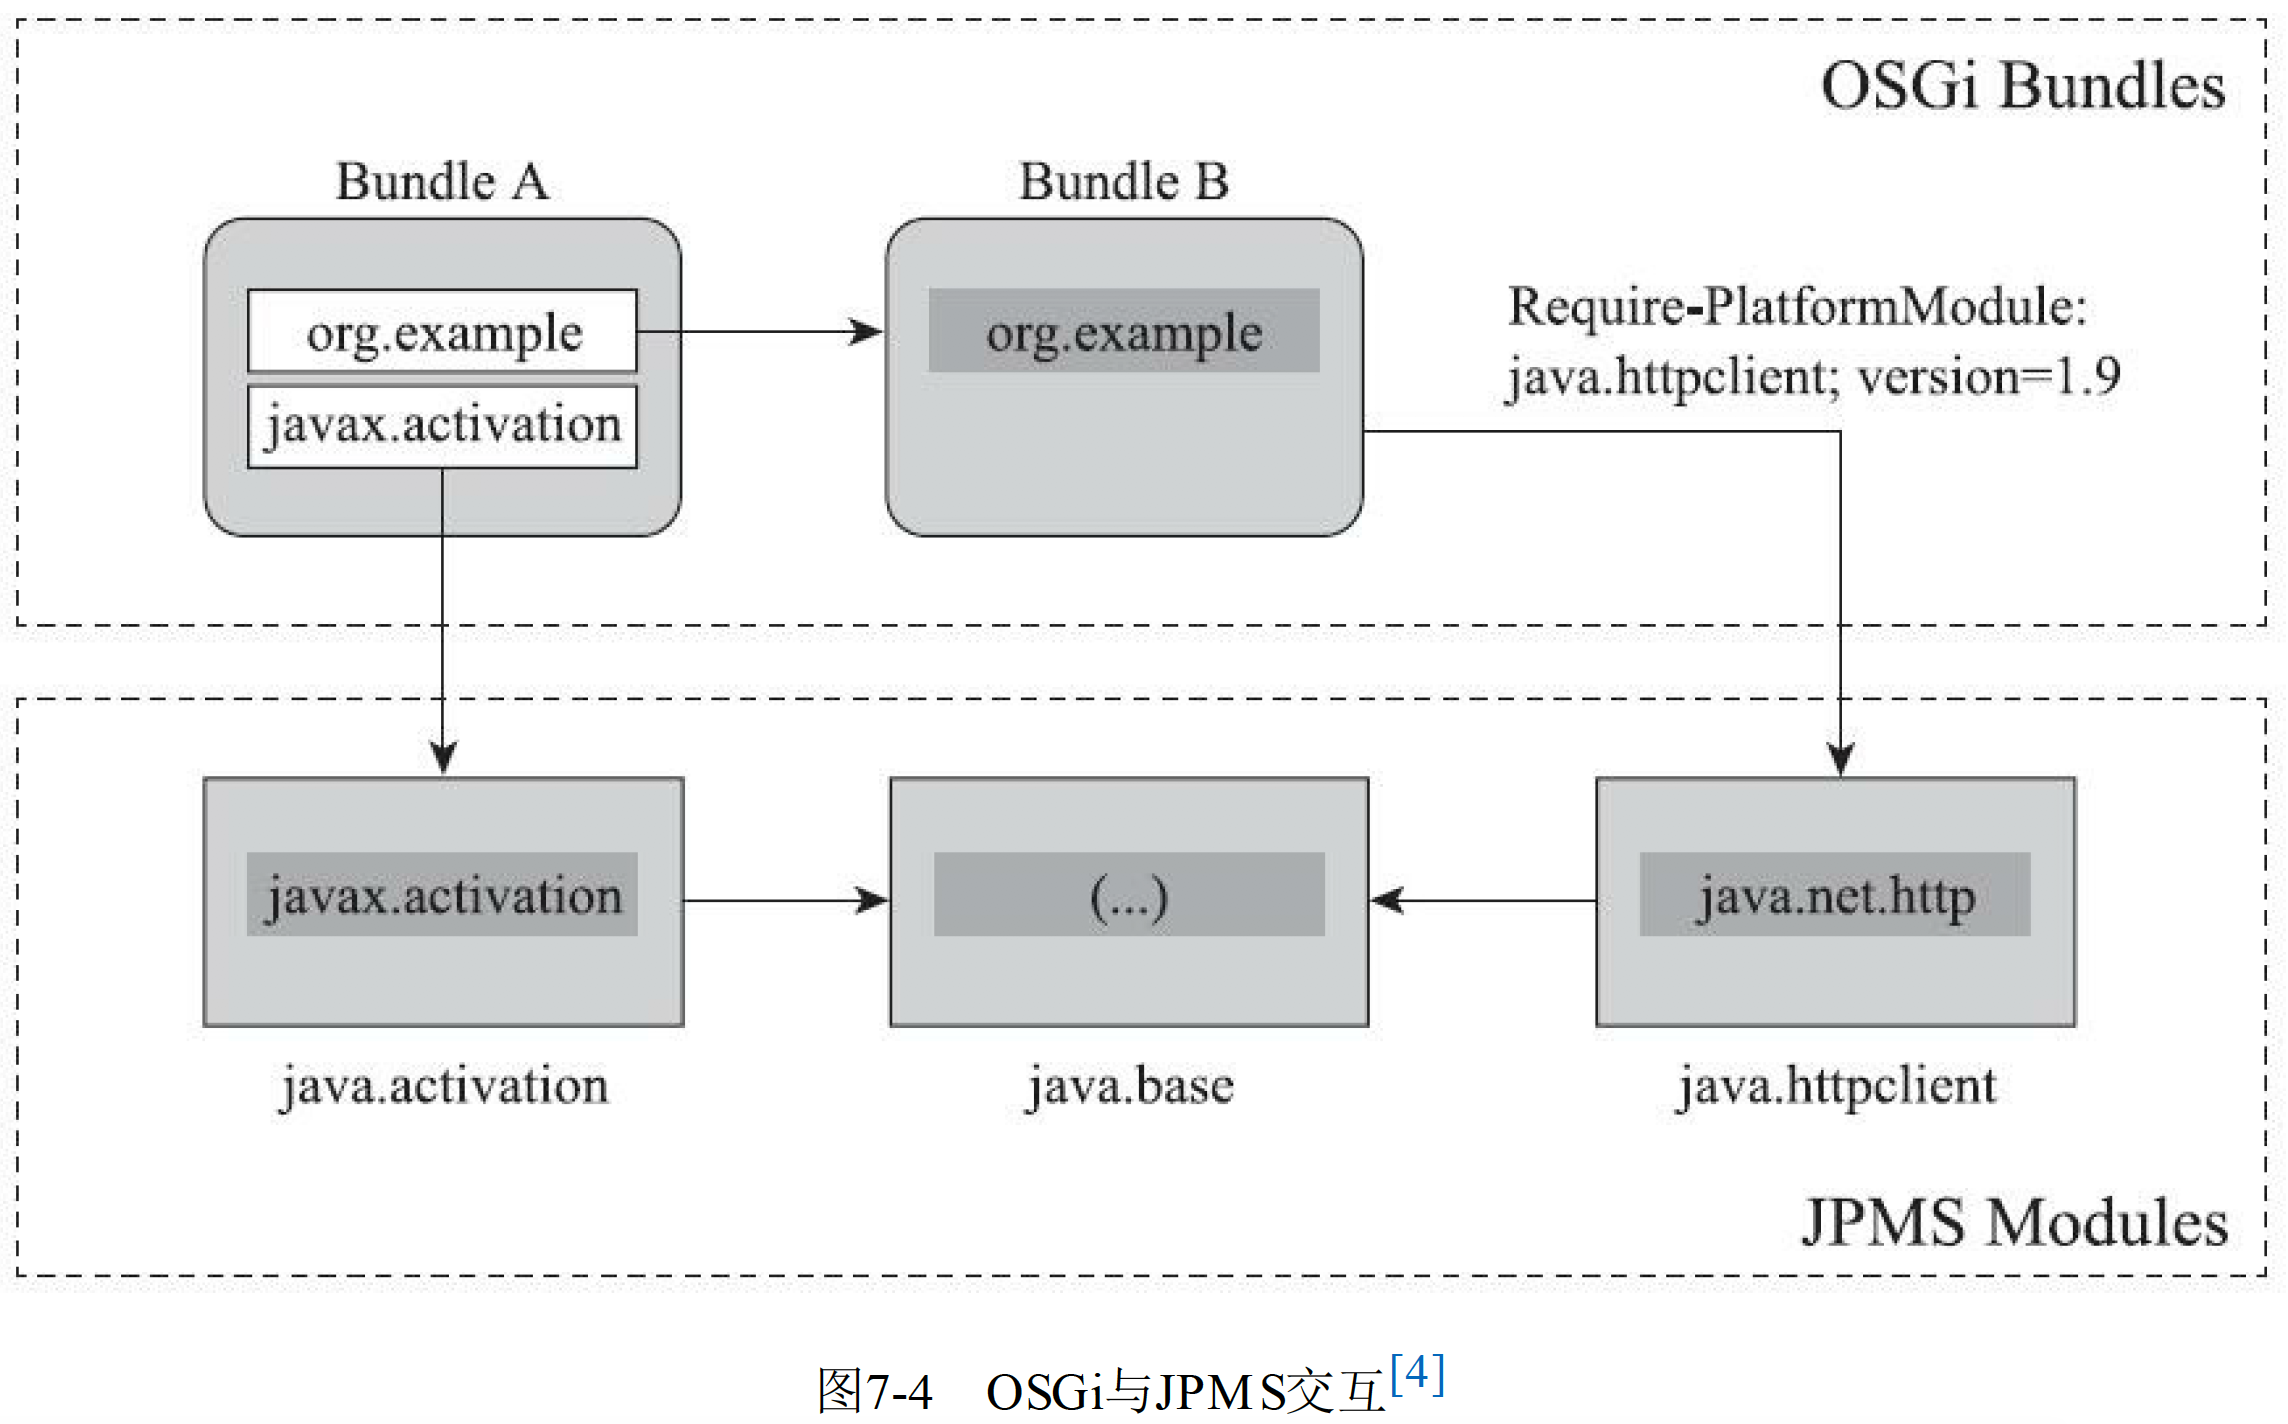 OSGi Bundles
Bundle A
Bundle B
org.example
javax.activation
org.example
Require-PlatformModule:
java.httpclient; version=1.9
javax.activation
(...)
java.net.http
java.activation
java.base
java.httpclient
JPMS Modules
图7-4 OSGi与JPMS交互[4]